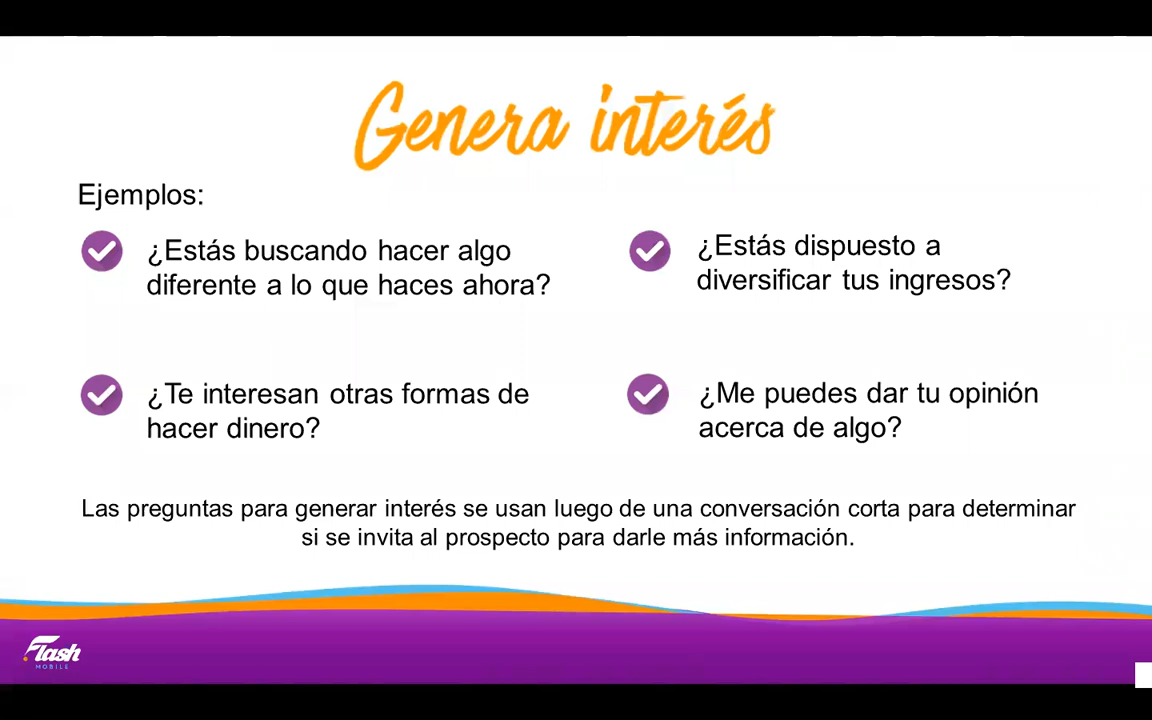 Genera interés
Ejemplos:
¿Estás buscando hacer algo
diferente a lo que haces ahora?
¿Estás dispuesto a
diversificar tus ingresos?
¿Te interesan otras formas de
hacer dinero?
¿Me puedes dar tu opinión
acerca de algo?
Las preguntas para generar interés se usan luego de una conversación corta para determinar
si se invita al prospecto para darle más información.
Flash
MOBILE